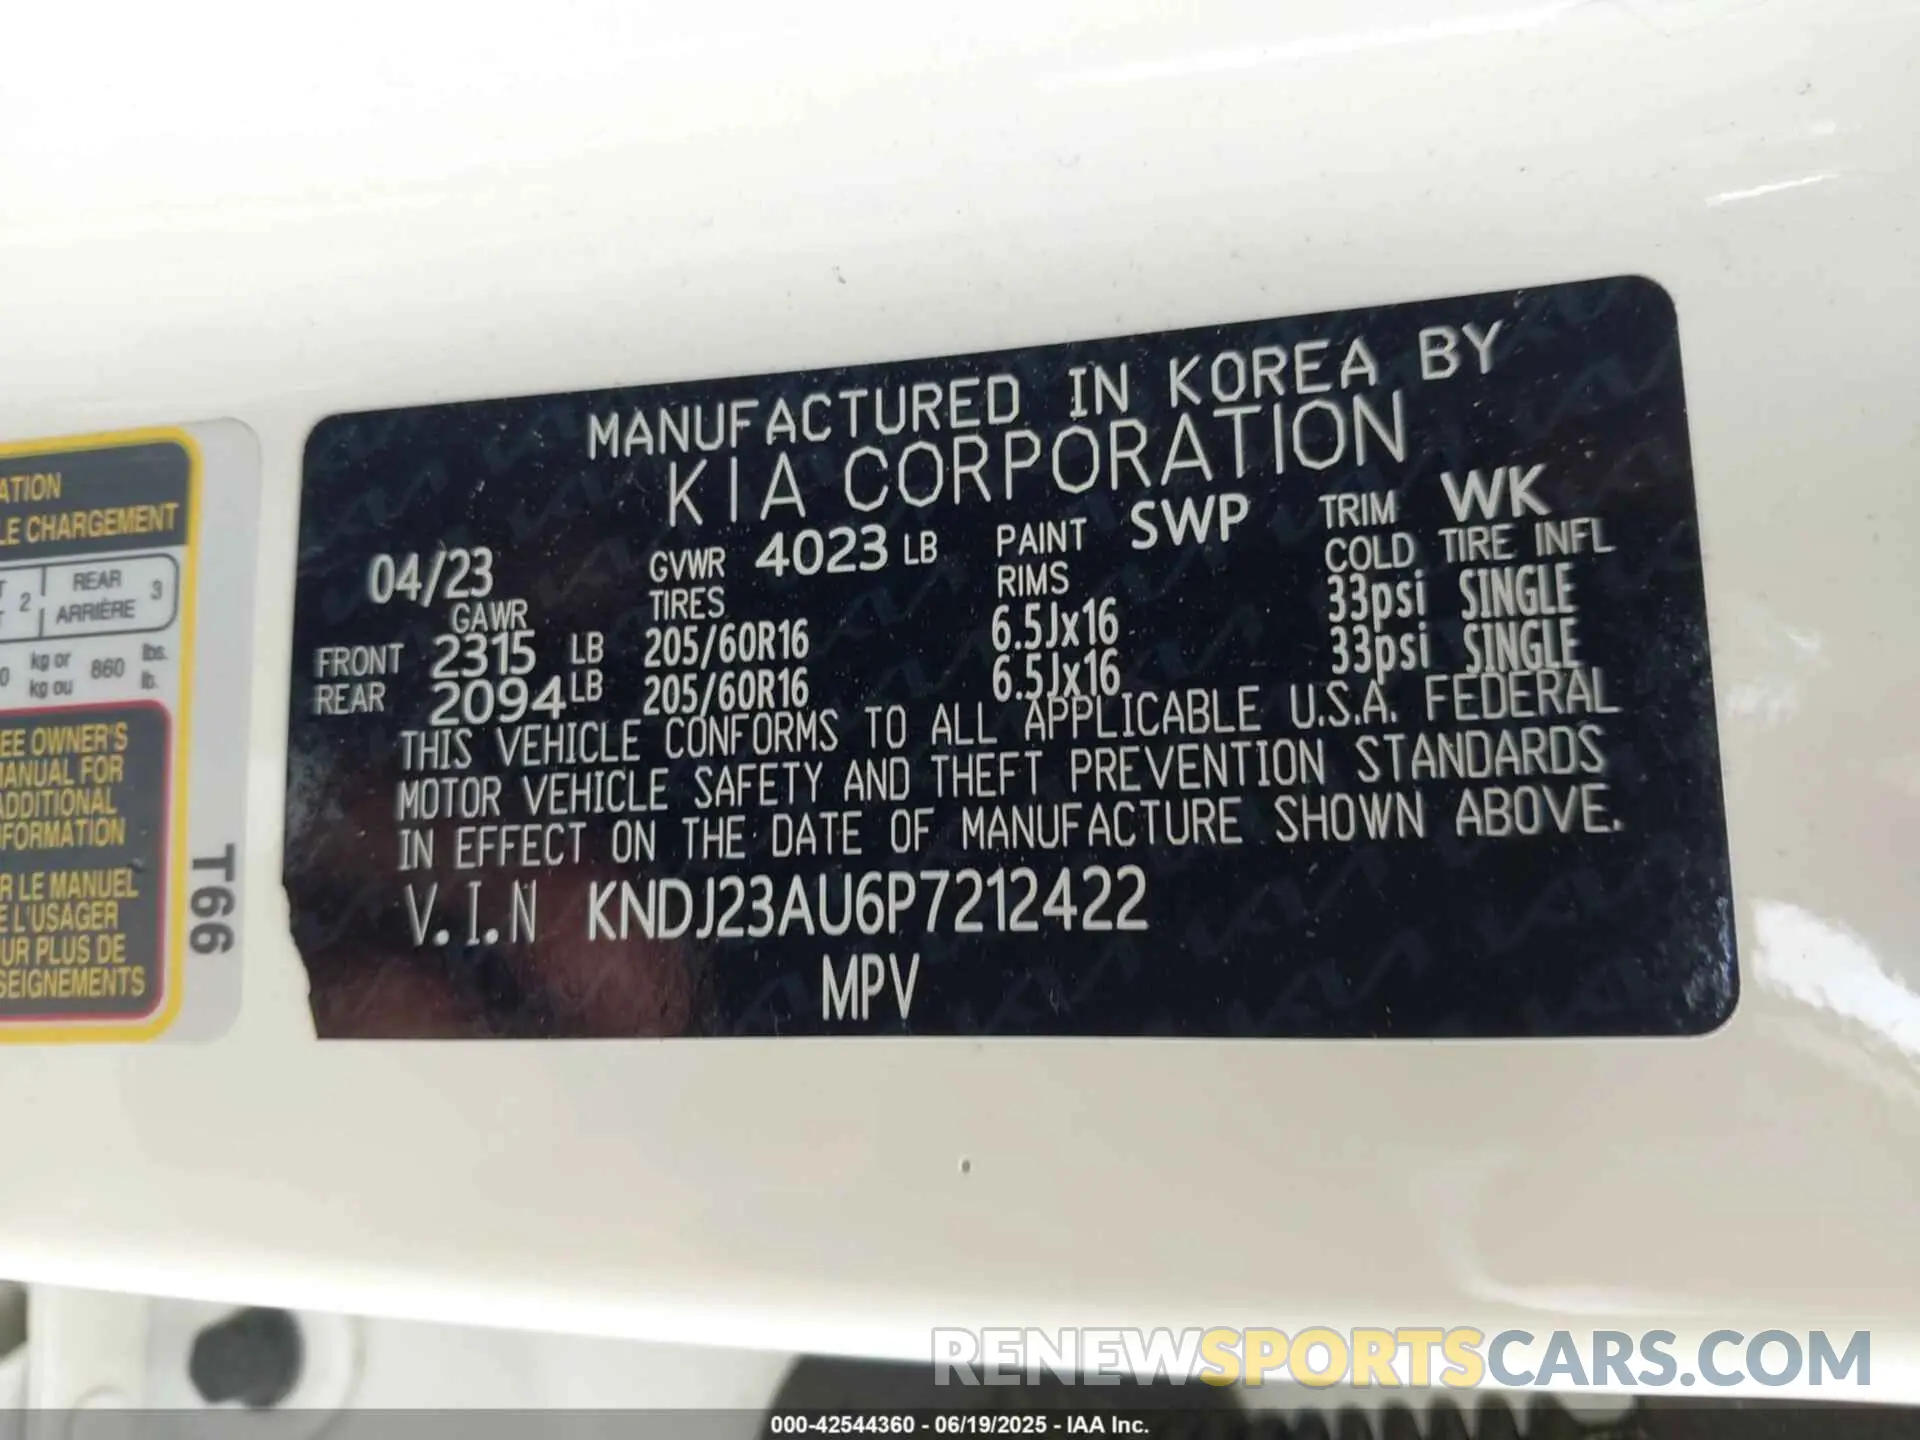 MANUFACTURED IN KOREA BY
KIA CORPORATION
04/23 GVWR 4023 LB PAINT SWP TRIM WK
GAWR TIRES RIMS COLD TIRE INFL
FRONT 2315 LB 205/60R16 6.5Jx16 33psi SINGLE
REAR 2094 LB 205/60R16 6.5Jx16 33psi SINGLE
THIS VEHICLE CONFORMS TO ALL APPLICABLE U.S.A. FEDERAL
MOTOR VEHICLE SAFETY AND THEFT PREVENTION STANDARDS
IN EFFECT ON THE DATE OF MANUFACTURE SHOWN ABOVE.
V.I.N KNDJ23AU6P7212422
MPV
ATION
LE CHARGEMENT
2 REAR 3
ARRIÈRE
kg or 860 lbs.
kg ou lb.
EE OWNER'S
MANUAL FOR
ADDITIONAL
NFORMATION
R LE MANUEL
E L'USAGER
UR PLUS DE
SEIGNEMENTS
T66
RENEWSPORTSCARS.COM
000-42544360 - 06/19/2025 - IAA Inc.